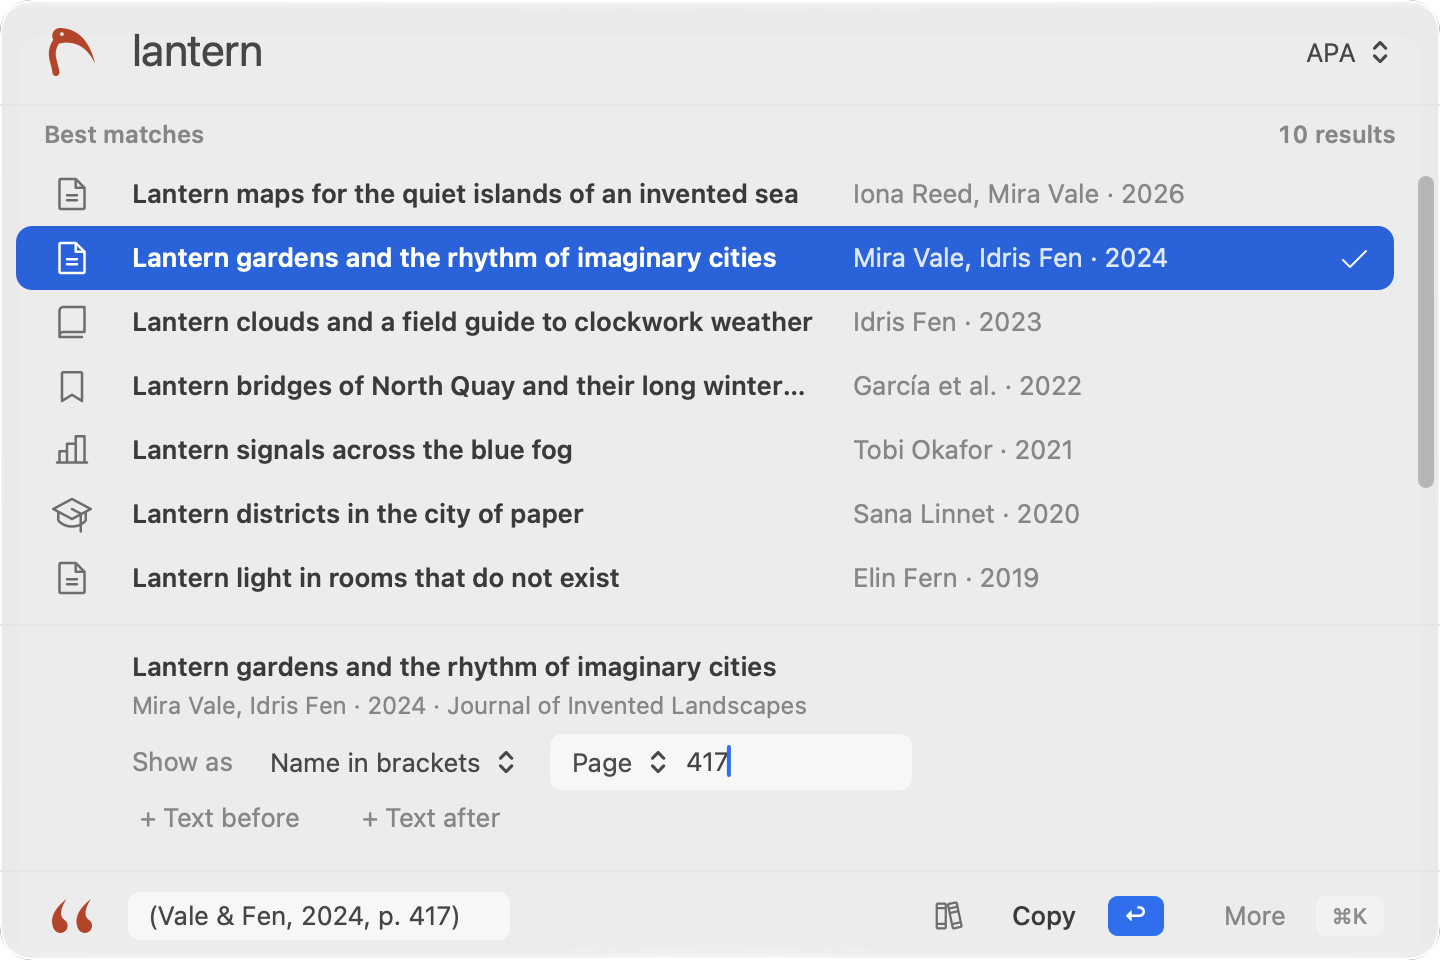 lantern
APA
Best matches
10 results
Lantern maps for the quiet islands of an invented sea Iona Reed, Mira Vale · 2026
Lantern gardens and the rhythm of imaginary cities Mira Vale, Idris Fen · 2024
Lantern clouds and a field guide to clockwork weather Idris Fen · 2023
Lantern bridges of North Quay and their long winter... García et al. · 2022
Lantern signals across the blue fog Tobi Okafor · 2021
Lantern districts in the city of paper Sana Linnet · 2020
Lantern light in rooms that do not exist Elin Fern · 2019
Lantern gardens and the rhythm of imaginary cities
Mira Vale, Idris Fen · 2024 · Journal of Invented Landscapes
Show as Name in brackets Page 417
+ Text before + Text after
(Vale & Fen, 2024, p. 417) Copy More ⌘K